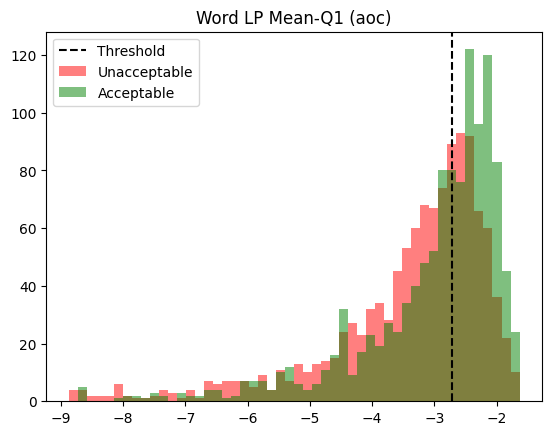 Word LP Mean-Q1 (aoc)
Threshold
Unacceptable
Acceptable
120
100
80
60
40
20
0
−9 −8 −7 −6 −5 −4 −3 −2